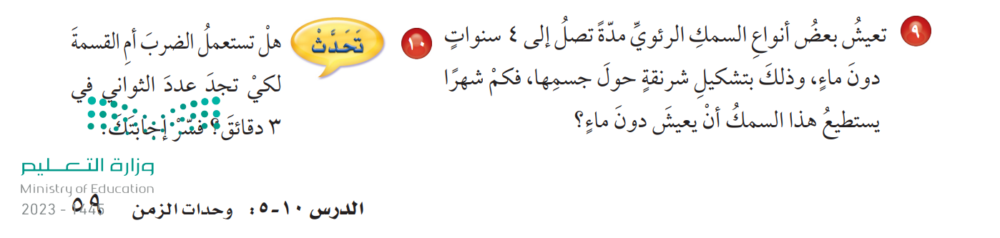 ٩ تعيشُ بعضُ أنواعِ السمكِ الرئويِّ مدّةً تصلُ إلى ٤ سنواتٍ
دونَ ماءٍ، وذلكَ بتشكيلِ شرنقةٍ حولَ جسمِها، فكمْ شهرًا
يستطيعُ هذا السمكُ أنْ يعيشَ دونَ ماءٍ؟
١٠ تَحَدَّثْ هلْ تستعملُ الضربَ أمِ القسمةَ
لكيْ تجدَ عددَ الثواني في
٣ دقائقَ؟ فسّرْ إجابتَكَ.
وزارة التعليم
Ministry of Education
2023 - 1445
الدرس ١٠-٥: وحدات الزمن ٥٩